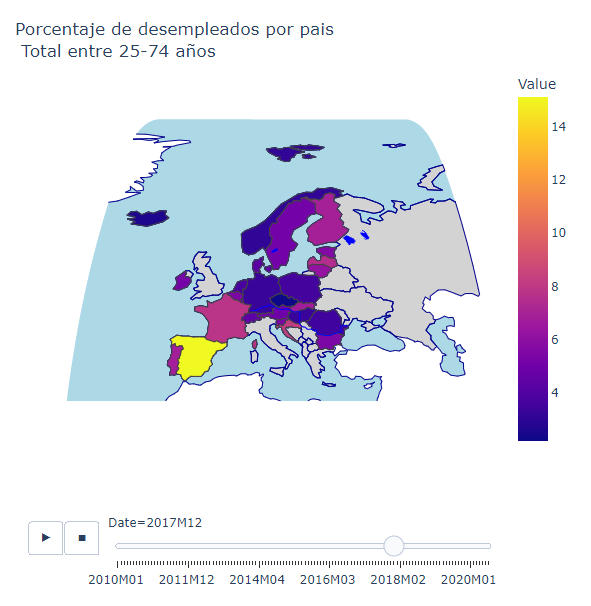 Porcentaje de desempleados por pais
Total entre 25-74 años
Value
14
12
10
8
6
4
Date=2017M12
2010M01 2011M12 2014M04 2016M03 2018M02 2020M01